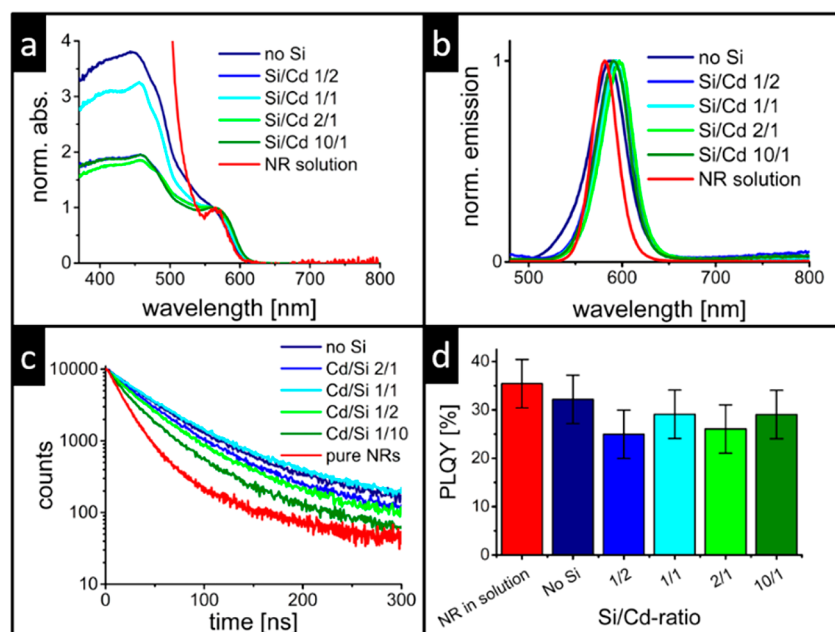 a
4
3
2
1
0
norm. abs.
no Si
Si/Cd 1/2
Si/Cd 1/1
Si/Cd 2/1
Si/Cd 10/1
NR solution
400 500 600 700 800
wavelength [nm]
b
1
0
norm. emission
no Si
Si/Cd 1/2
Si/Cd 1/1
Si/Cd 2/1
Si/Cd 10/1
NR solution
500 600 700 800
wavelength [nm]
c
10000
1000
100
10
counts
no Si
Cd/Si 2/1
Cd/Si 1/1
Cd/Si 1/2
Cd/Si 1/10
pure NRs
0 100 200 300
time [ns]
d
40
30
20
10
0
PLQY [%]
NR in solution No Si 1/2 1/1 2/1 10/1
Si/Cd-ratio